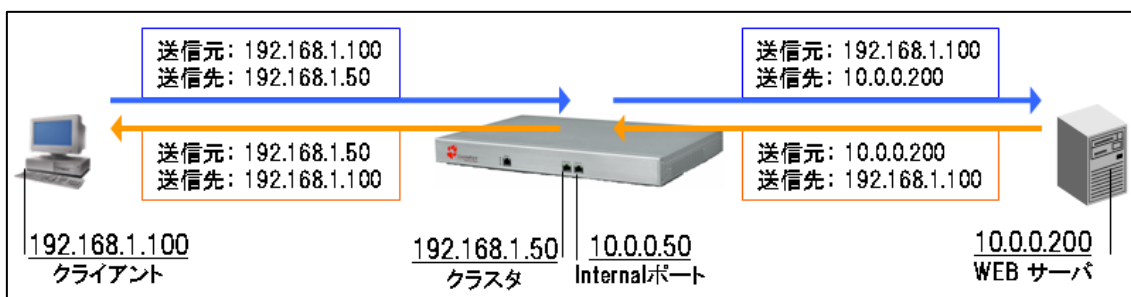 送信元: 192.168.1.100
送信先: 192.168.1.50
送信元: 192.168.1.100
送信先: 10.0.0.200
送信元: 192.168.1.50
送信先: 192.168.1.100
送信元: 10.0.0.200
送信先: 192.168.1.100
192.168.1.100
クライアント
192.168.1.50
クラスタ
10.0.0.50
Internalポート
10.0.0.200
WEB サーバ